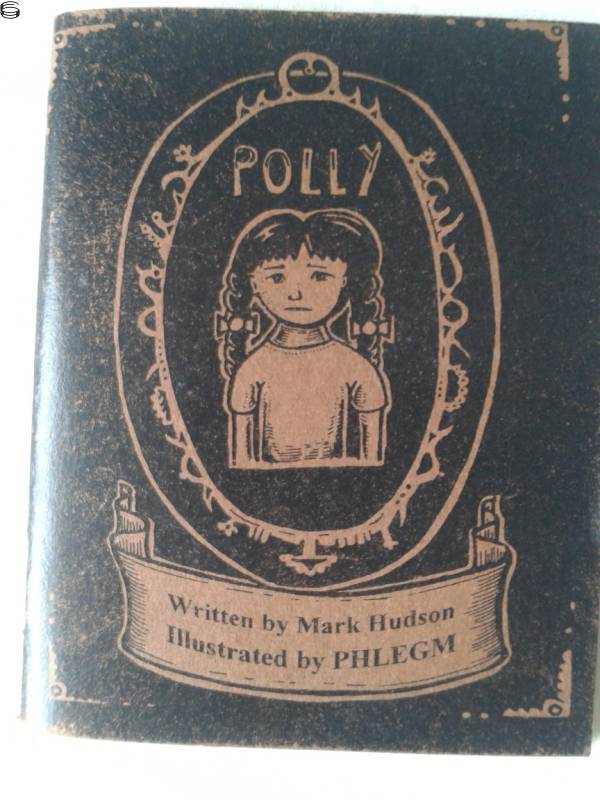 POLLY
Written by Mark Hudson
Illustrated by PHLEGM